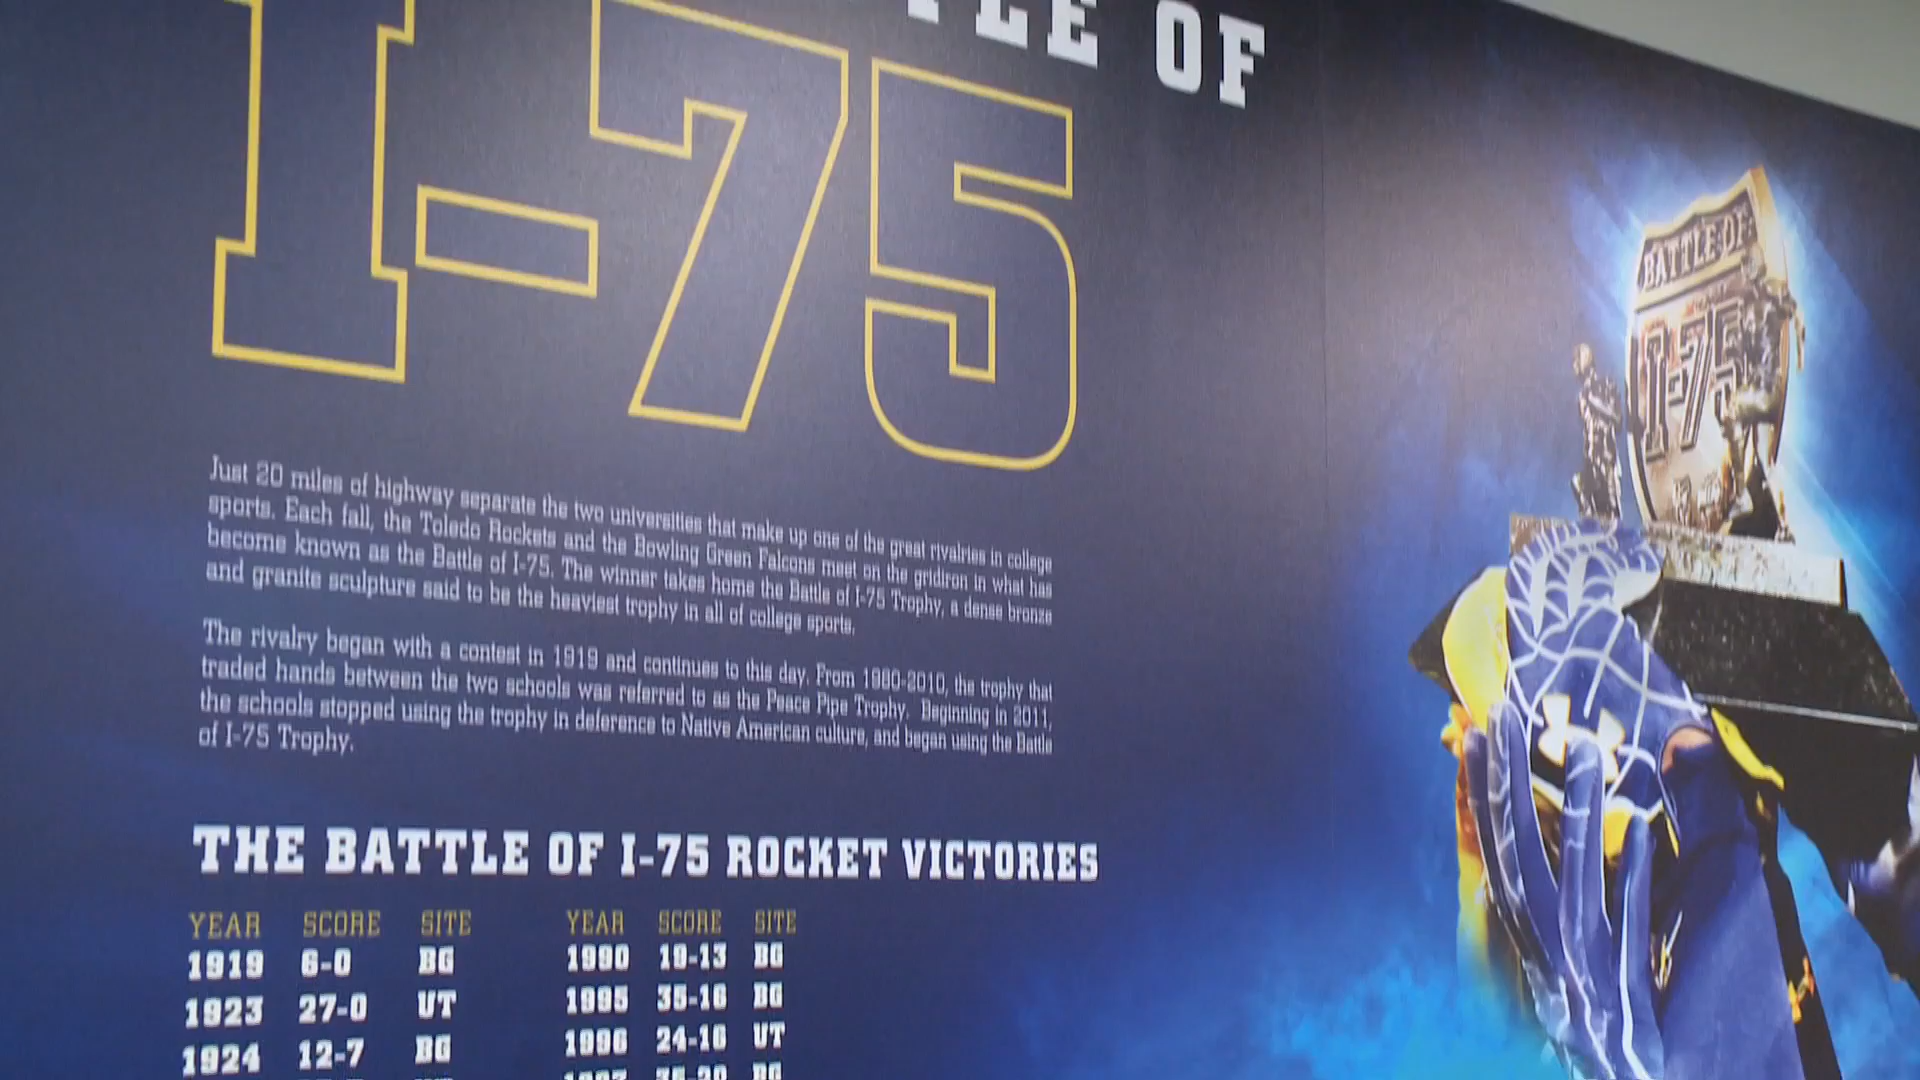 TLE OF
I-75
Just 20 miles of highway separate the two universities that make up one of the great rivalries in college
sports. Each fall, the Toledo Rockets and the Bowling Green Falcons meet on the gridiron in what has
become known as the Battle of I-75. The winner takes home the Battle of I-75 Trophy, a dense bronze
and granite sculpture said to be the heaviest trophy in all of college sports.
The rivalry began with a contest in 1919 and continues to this day. From 1980-2010, the trophy that
traded hands between the two schools was referred to as the Peace Pipe Trophy. Beginning in 2011,
the schools stopped using the trophy in deference to Native American culture, and began using the Battle
of I-75 Trophy.
THE BATTLE OF I-75 ROCKET VICTORIES
YEAR SCORE SITE YEAR SCORE SITE
1919 6-0 BG 1990 19-13 BG
1923 27-0 UT 1995 35-16 BG
1924 12-7 BG 1996 24-16 UT
BG
BATTLE OF
I-75